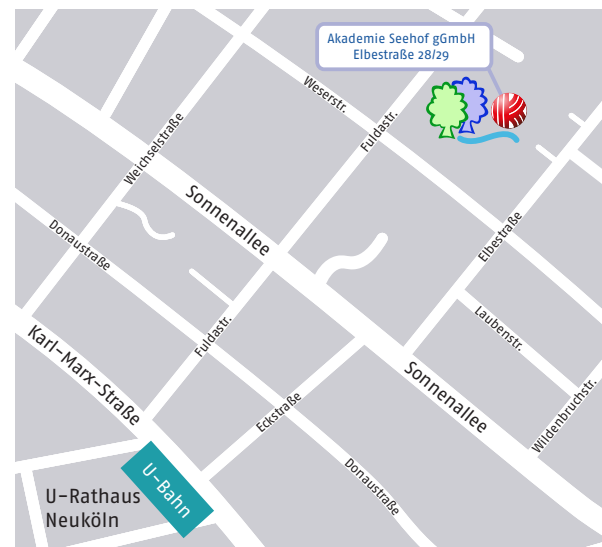 Akademie Seehof gGmbH
Elbestraße 28/29
Weserstr.
Fuldastr.
Weichselstraße
Sonnenallee
Donaustraße
Elbestraße
Fuldastr.
Laubenstr.
Karl-Marx-Straße
Eckstraße
Sonnenallee
Wildenbruchstr.
U-Bahn
Donaustraße
U-Rathaus
Neuköln